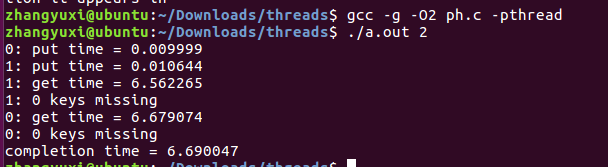 zhangyuxi@ubuntu:~/Downloads/threads$ gcc -g -O2 ph.c -pthread
zhangyuxi@ubuntu:~/Downloads/threads$ ./a.out 2
0: put time = 0.009999
1: put time = 0.010644
1: get time = 6.562265
1: 0 keys missing
0: get time = 6.679074
0: 0 keys missing
completion time = 6.690047
zhangyuxi@ubuntu:~/Downloads/threads$